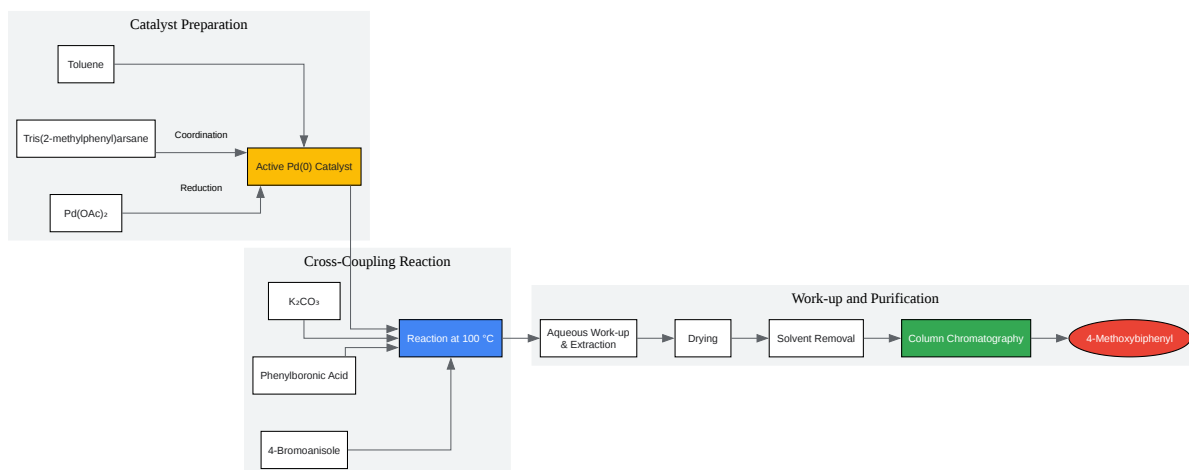 Catalyst Preparation
Toluene
Tris(2-methylphenyl)arsane
Coordination
Active Pd(0) Catalyst
Reduction
Pd(OAc)₂
Cross-Coupling Reaction
K₂CO₃
Reaction at 100 °C
Phenylboronic Acid
4-Bromoanisole
Work-up and Purification
Aqueous Work-up
& Extraction
Drying
Solvent Removal
Column Chromatography
4-Methoxybiphenyl